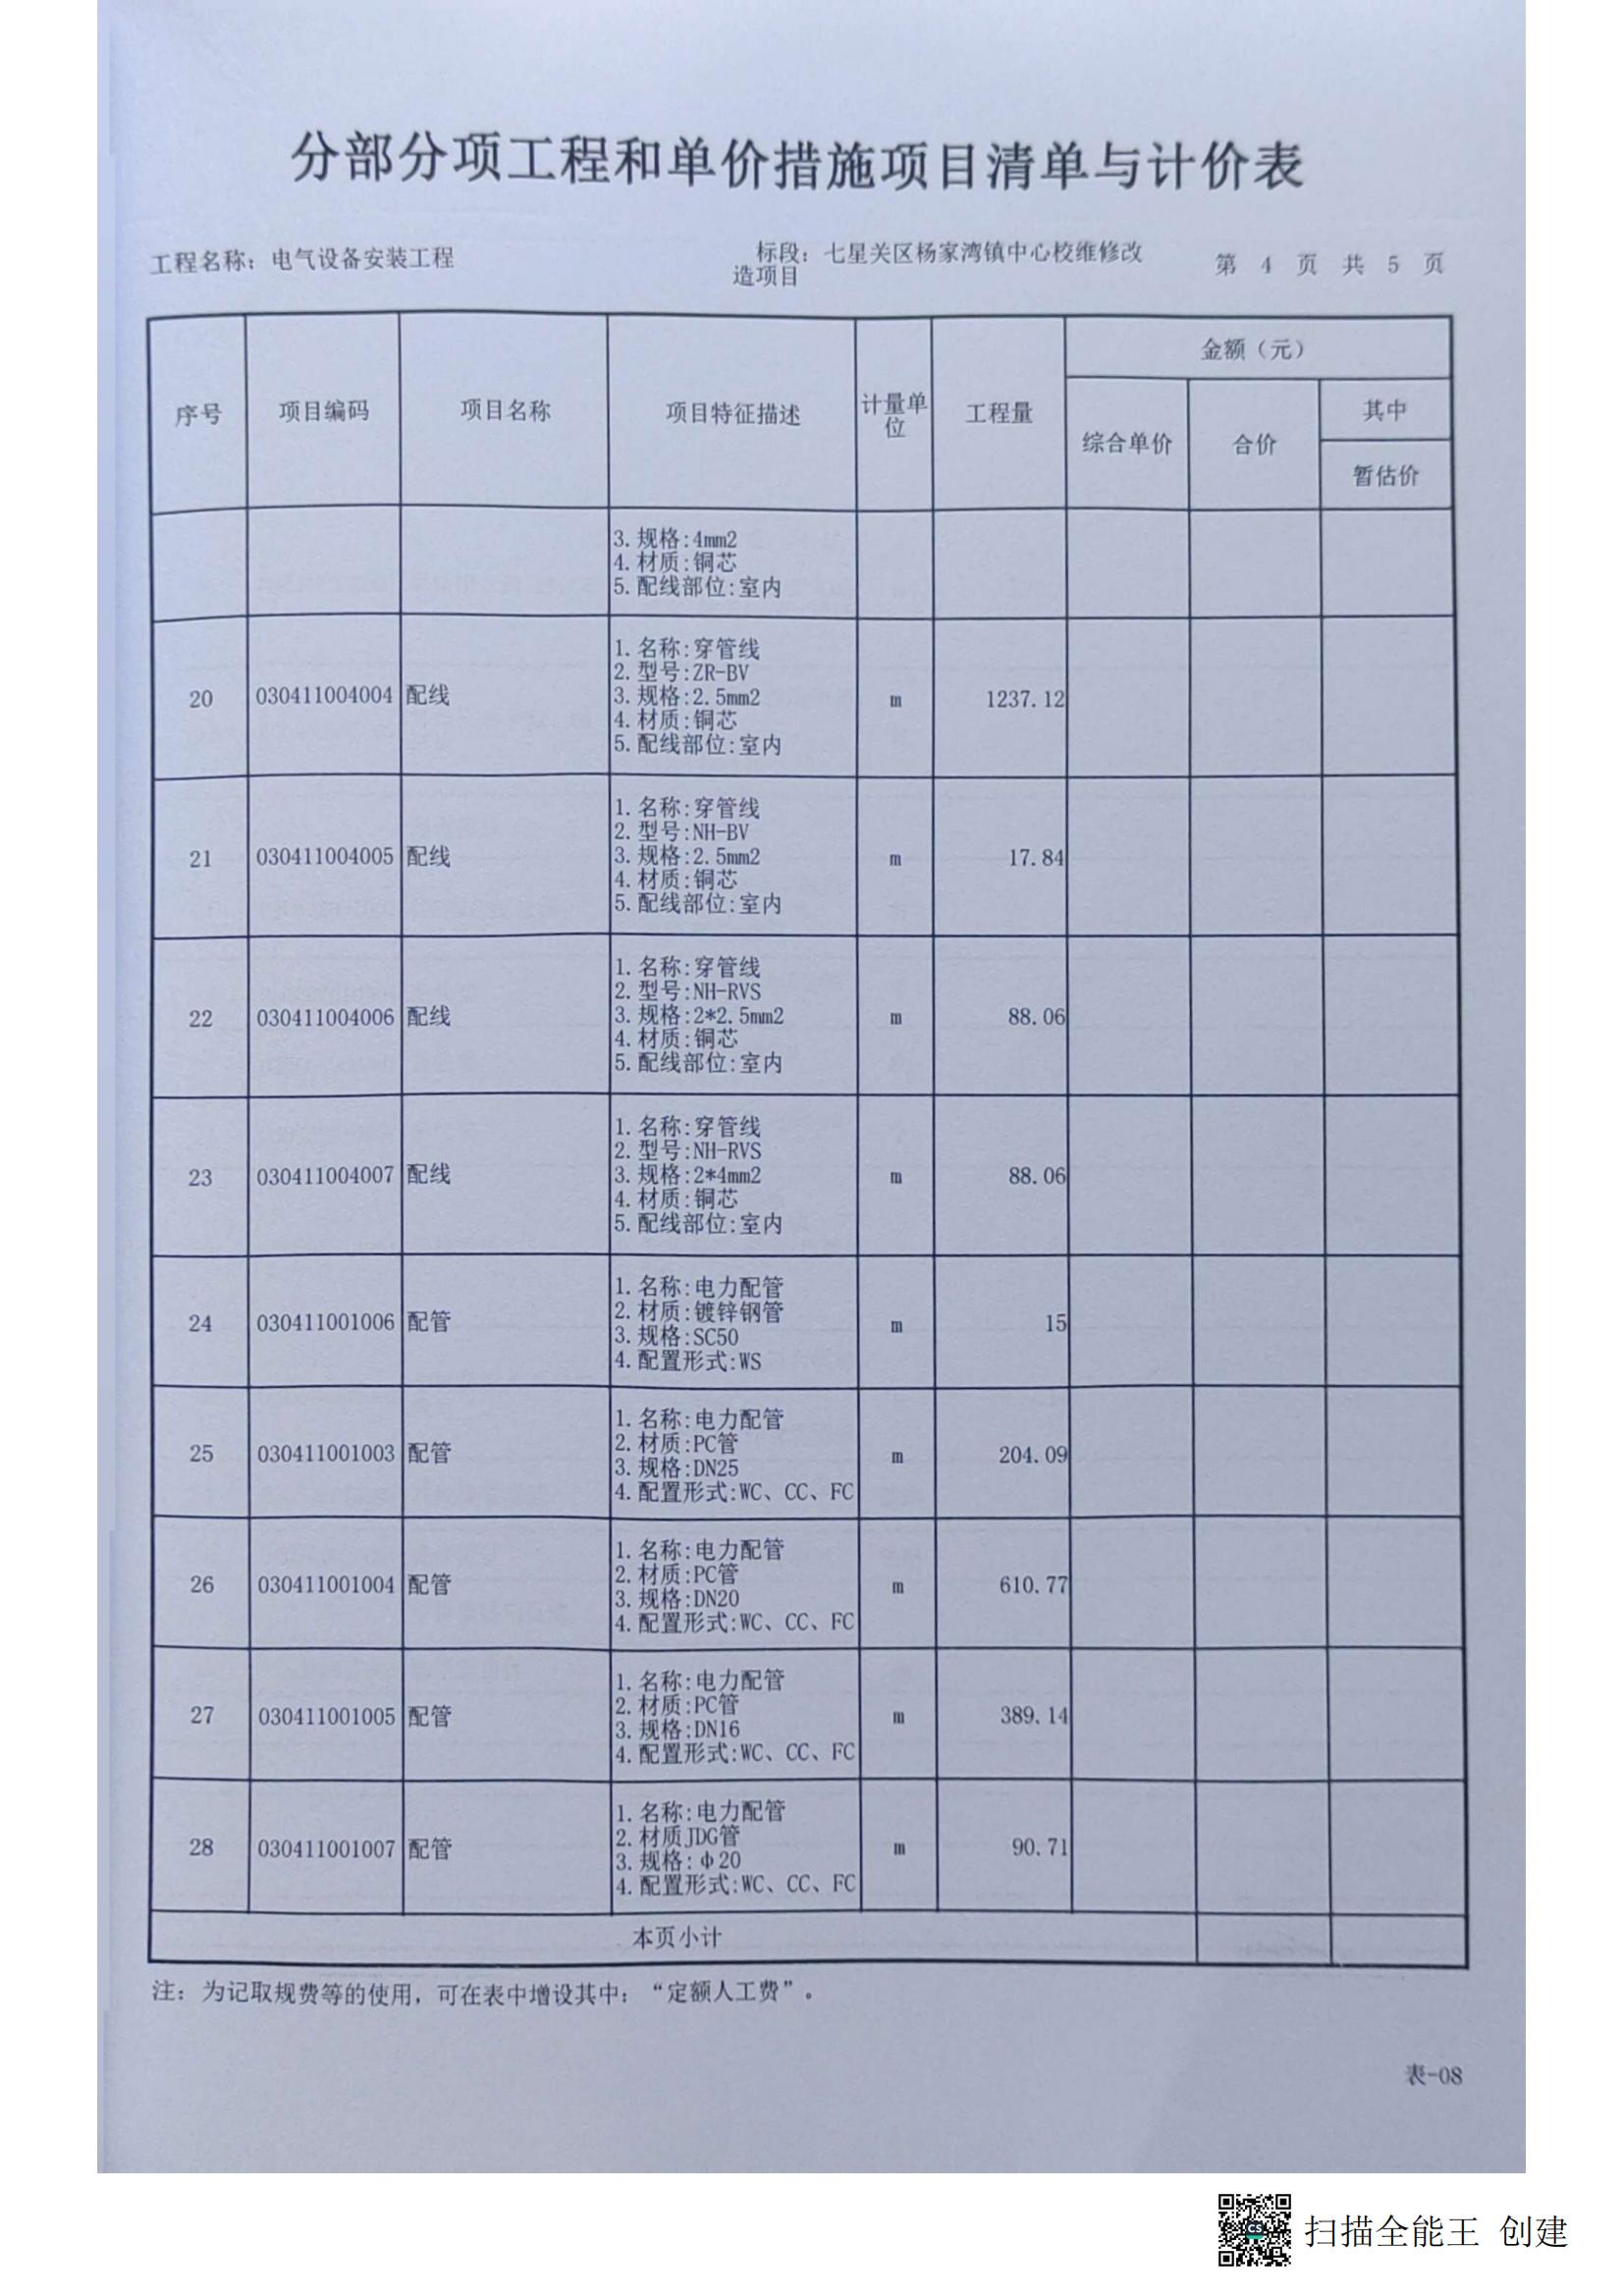 分部分项工程和单价措施项目清单与计价表
工程名称：电气设备安装工程
标段：七星关区杨家湾镇中心校维修改
造项目
第 4 页 共 5 页
序号
项目编码
项目名称
项目特征描述
计量单
位
工程量
金额（元）
综合单价
合价
其中
暂估价
3.规格:4mm2
4.材质:铜芯
5.配线部位:室内
20
030411004004
配线
1.名称:穿管线
2.型号:ZR-BV
3.规格:2.5mm2
4.材质:铜芯
5.配线部位:室内
m
1237.12
21
030411004005
配线
1.名称:穿管线
2.型号:NH-BV
3.规格:2.5mm2
4.材质:铜芯
5.配线部位:室内
m
17.84
22
030411004006
配线
1.名称:穿管线
2.型号:NH-RVS
3.规格:2*2.5mm2
4.材质:铜芯
5.配线部位:室内
m
88.06
23
030411004007
配线
1.名称:穿管线
2.型号:NH-RVS
3.规格:2*4mm2
4.材质:铜芯
5.配线部位:室内
m
88.06
24
030411001006
配管
1.名称:电力配管
2.材质:镀锌钢管
3.规格:SC50
4.配置形式:WS
m
15
25
030411001003
配管
1.名称:电力配管
2.材质:PC管
3.规格:DN25
4.配置形式:WC、CC、FC
m
204.09
26
030411001004
配管
1.名称:电力配管
2.材质:PC管
3.规格:DN20
4.配置形式:WC、CC、FC
m
610.77
27
030411001005
配管
1.名称:电力配管
2.材质:PC管
3.规格:DN16
4.配置形式:WC、CC、FC
m
389.14
28
030411001007
配管
1.名称:电力配管
2.材质JDG管
3.规格:φ20
4.配置形式:WC、CC、FC
m
90.71
本页小计
注：为记取规费等的使用，可在表中增设其中：“定额人工费”。
表-08
CS
扫描全能王 创建